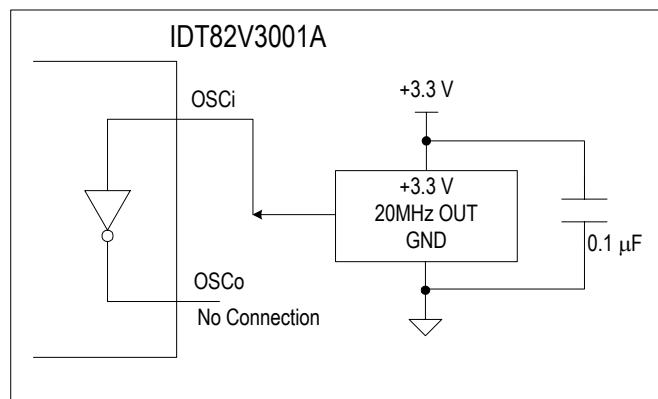 IDT82V3001A
OSCi
+3.3 V
+3.3 V
20MHz OUT
GND
0.1 μF
OSCo
No Connection